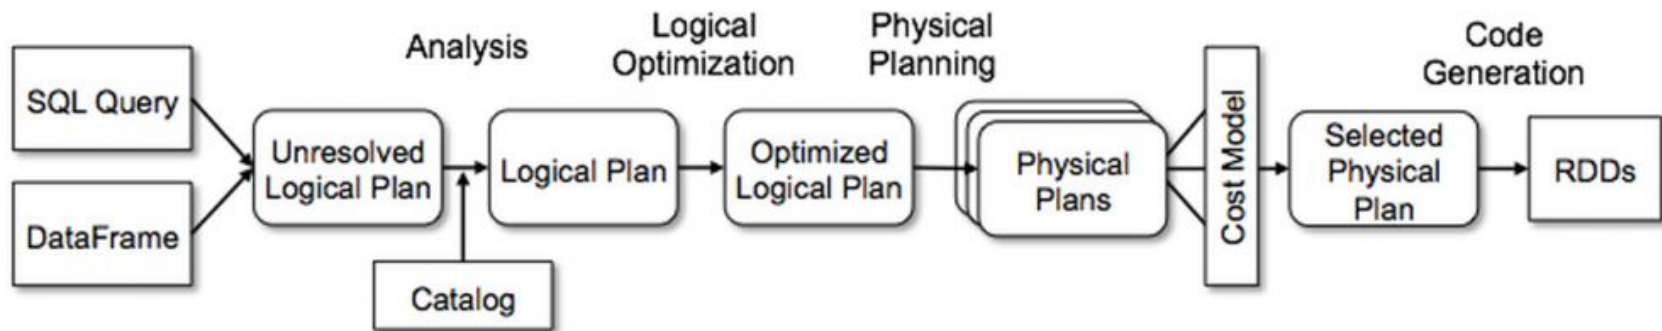 Analysis
Logical
Optimization
Physical
Planning
Code
Generation
SQL Query
DataFrame
Unresolved
Logical Plan
Catalog
Logical Plan
Optimized
Logical Plan
Physical
Plans
Cost Model
Selected
Physical
Plan
RDDs